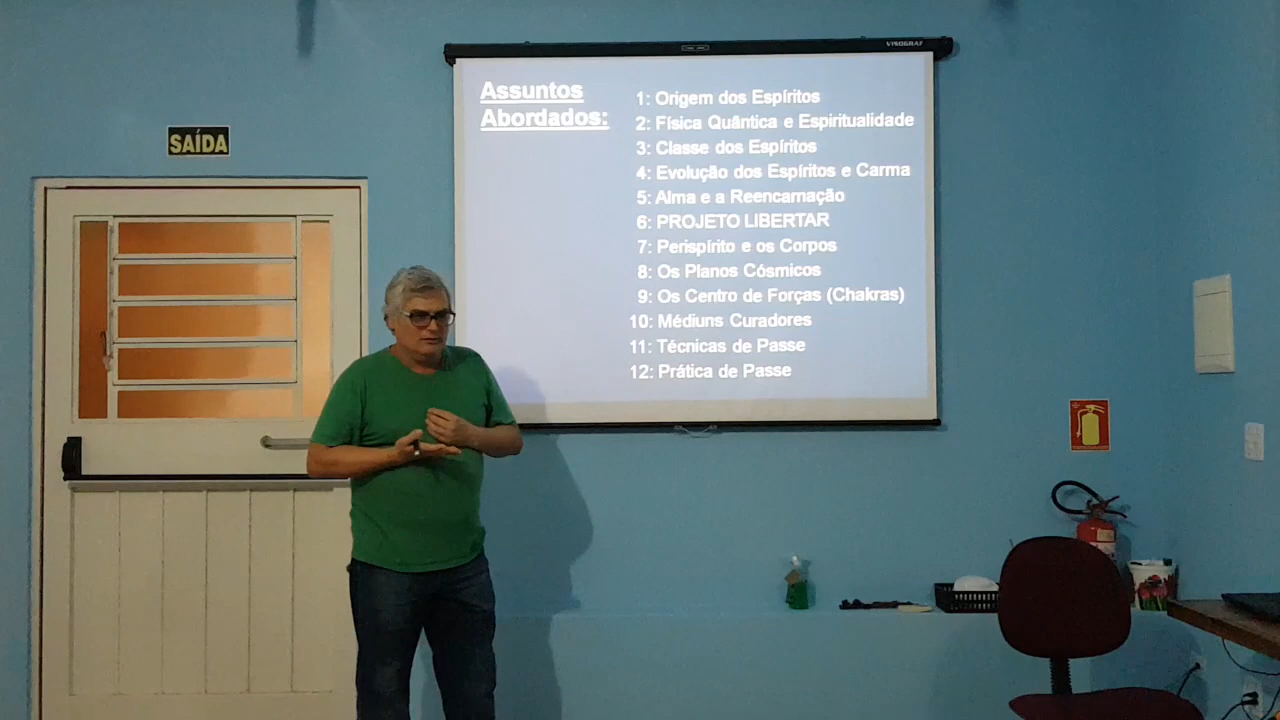 VISOGRAF
Assuntos
Abordados:
1: Origem dos Espíritos
2: Física Quântica e Espiritualidade
3: Classe dos Espíritos
4: Evolução dos Espíritos e Carma
5: Alma e a Reencarnação
6: PROJETO LIBERTAR
7: Perispírito e os Corpos
8: Os Planos Cósmicos
9: Os Centro de Forças (Chakras)
10: Médiuns Curadores
11: Técnicas de Passe
12: Prática de Passe
SAÍDA